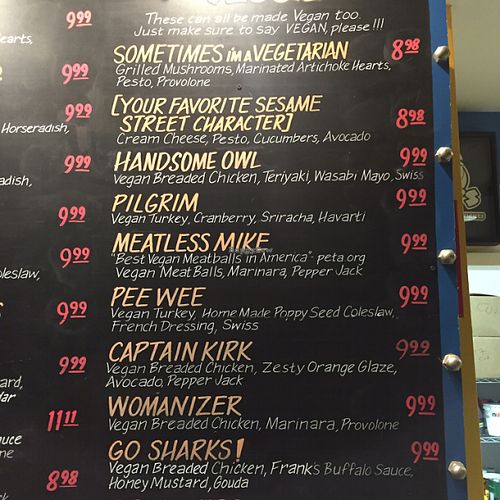 These can all be made Vegan too.
Just make sure to say VEGAN, please!!!
SOMETIMES I'M A VEGETARIAN 8.98
Grilled Mushrooms, Marinated Artichoke Hearts,
Pesto, Provolone
[YOUR FAVORITE SESAME
STREET CHARACTER] 8.98
Cream Cheese, Pesto, Cucumbers, Avocado
HANDSOME OWL 9.99
Vegan Breaded Chicken, Teriyaki, Wasabi Mayo, Swiss
PILGRIM 9.99
Vegan Turkey, Cranberry, Sriracha, Havarti
MEATLESS MIKE 9.99
"Best Vegan Meatballs in America" - peta.org
Vegan Meat Balls, Marinara, Pepper Jack
PEE WEE 9.99
Vegan Turkey, Home Made Poppy Seed Coleslaw,
French Dressing, Swiss
CAPTAIN KIRK 9.99
Vegan Breaded Chicken, Zesty Orange Glaze,
Avocado, Pepper Jack
WOMANIZER 9.99
Vegan Breaded Chicken, Marinara, Provolone
GO SHARKS! 9.99
Vegan Breaded Chicken, Frank's Buffalo Sauce,
Honey Mustard, Gouda
9.99
9.99
9.99
Horseradish,
9.99
9.99
9.99
9.99
9.99
11.11
8.98